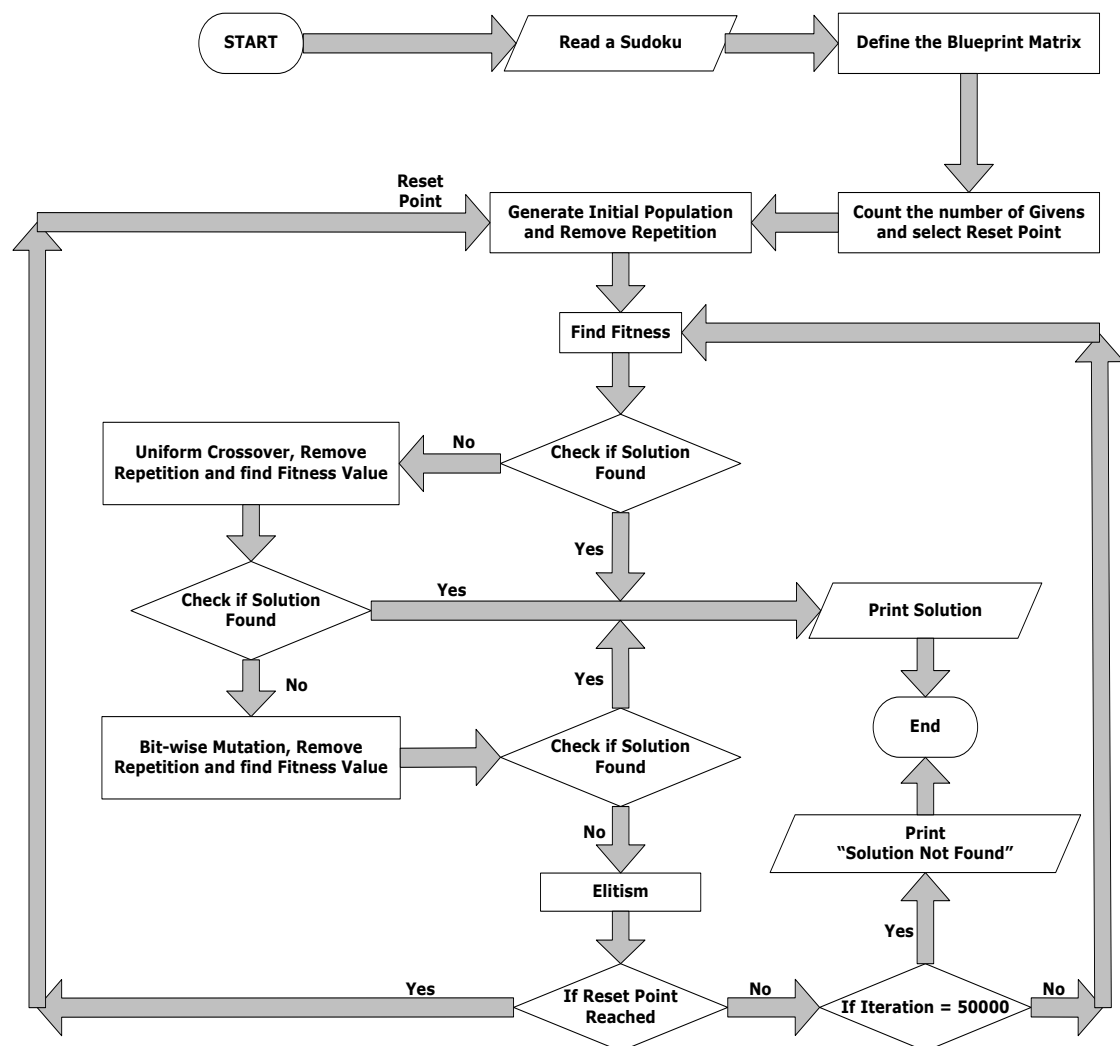 START
Read a Sudoku
Define the Blueprint Matrix
Reset
Point
Generate Initial Population
and Remove Repetition
Count the number of Givens
and select Reset Point
Find Fitness
No
Uniform Crossover, Remove
Repetition and find Fitness Value
Check if Solution
Found
Yes
Yes
Check if Solution
Found
Print Solution
No
Yes
Bit-wise Mutation, Remove
Repetition and find Fitness Value
Check if Solution
Found
End
No
Print
“Solution Not Found”
Elitism
Yes
Yes
If Reset Point
Reached
No
If Iteration = 50000
No